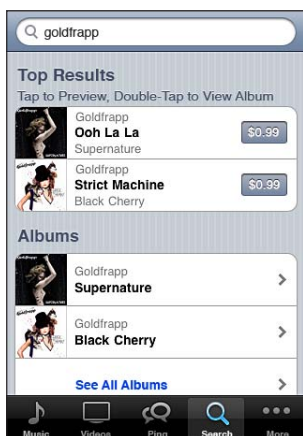 goldfrapp
Top Results
Tap to Preview, Double-Tap to View Album
Goldfrapp
Ooh La La
Supernature
$0.99
Goldfrapp
Strict Machine
Black Cherry
$0.99
Albums
Goldfrapp
Supernature
Goldfrapp
Black Cherry
See All Albums
Music Videos Ping Search More